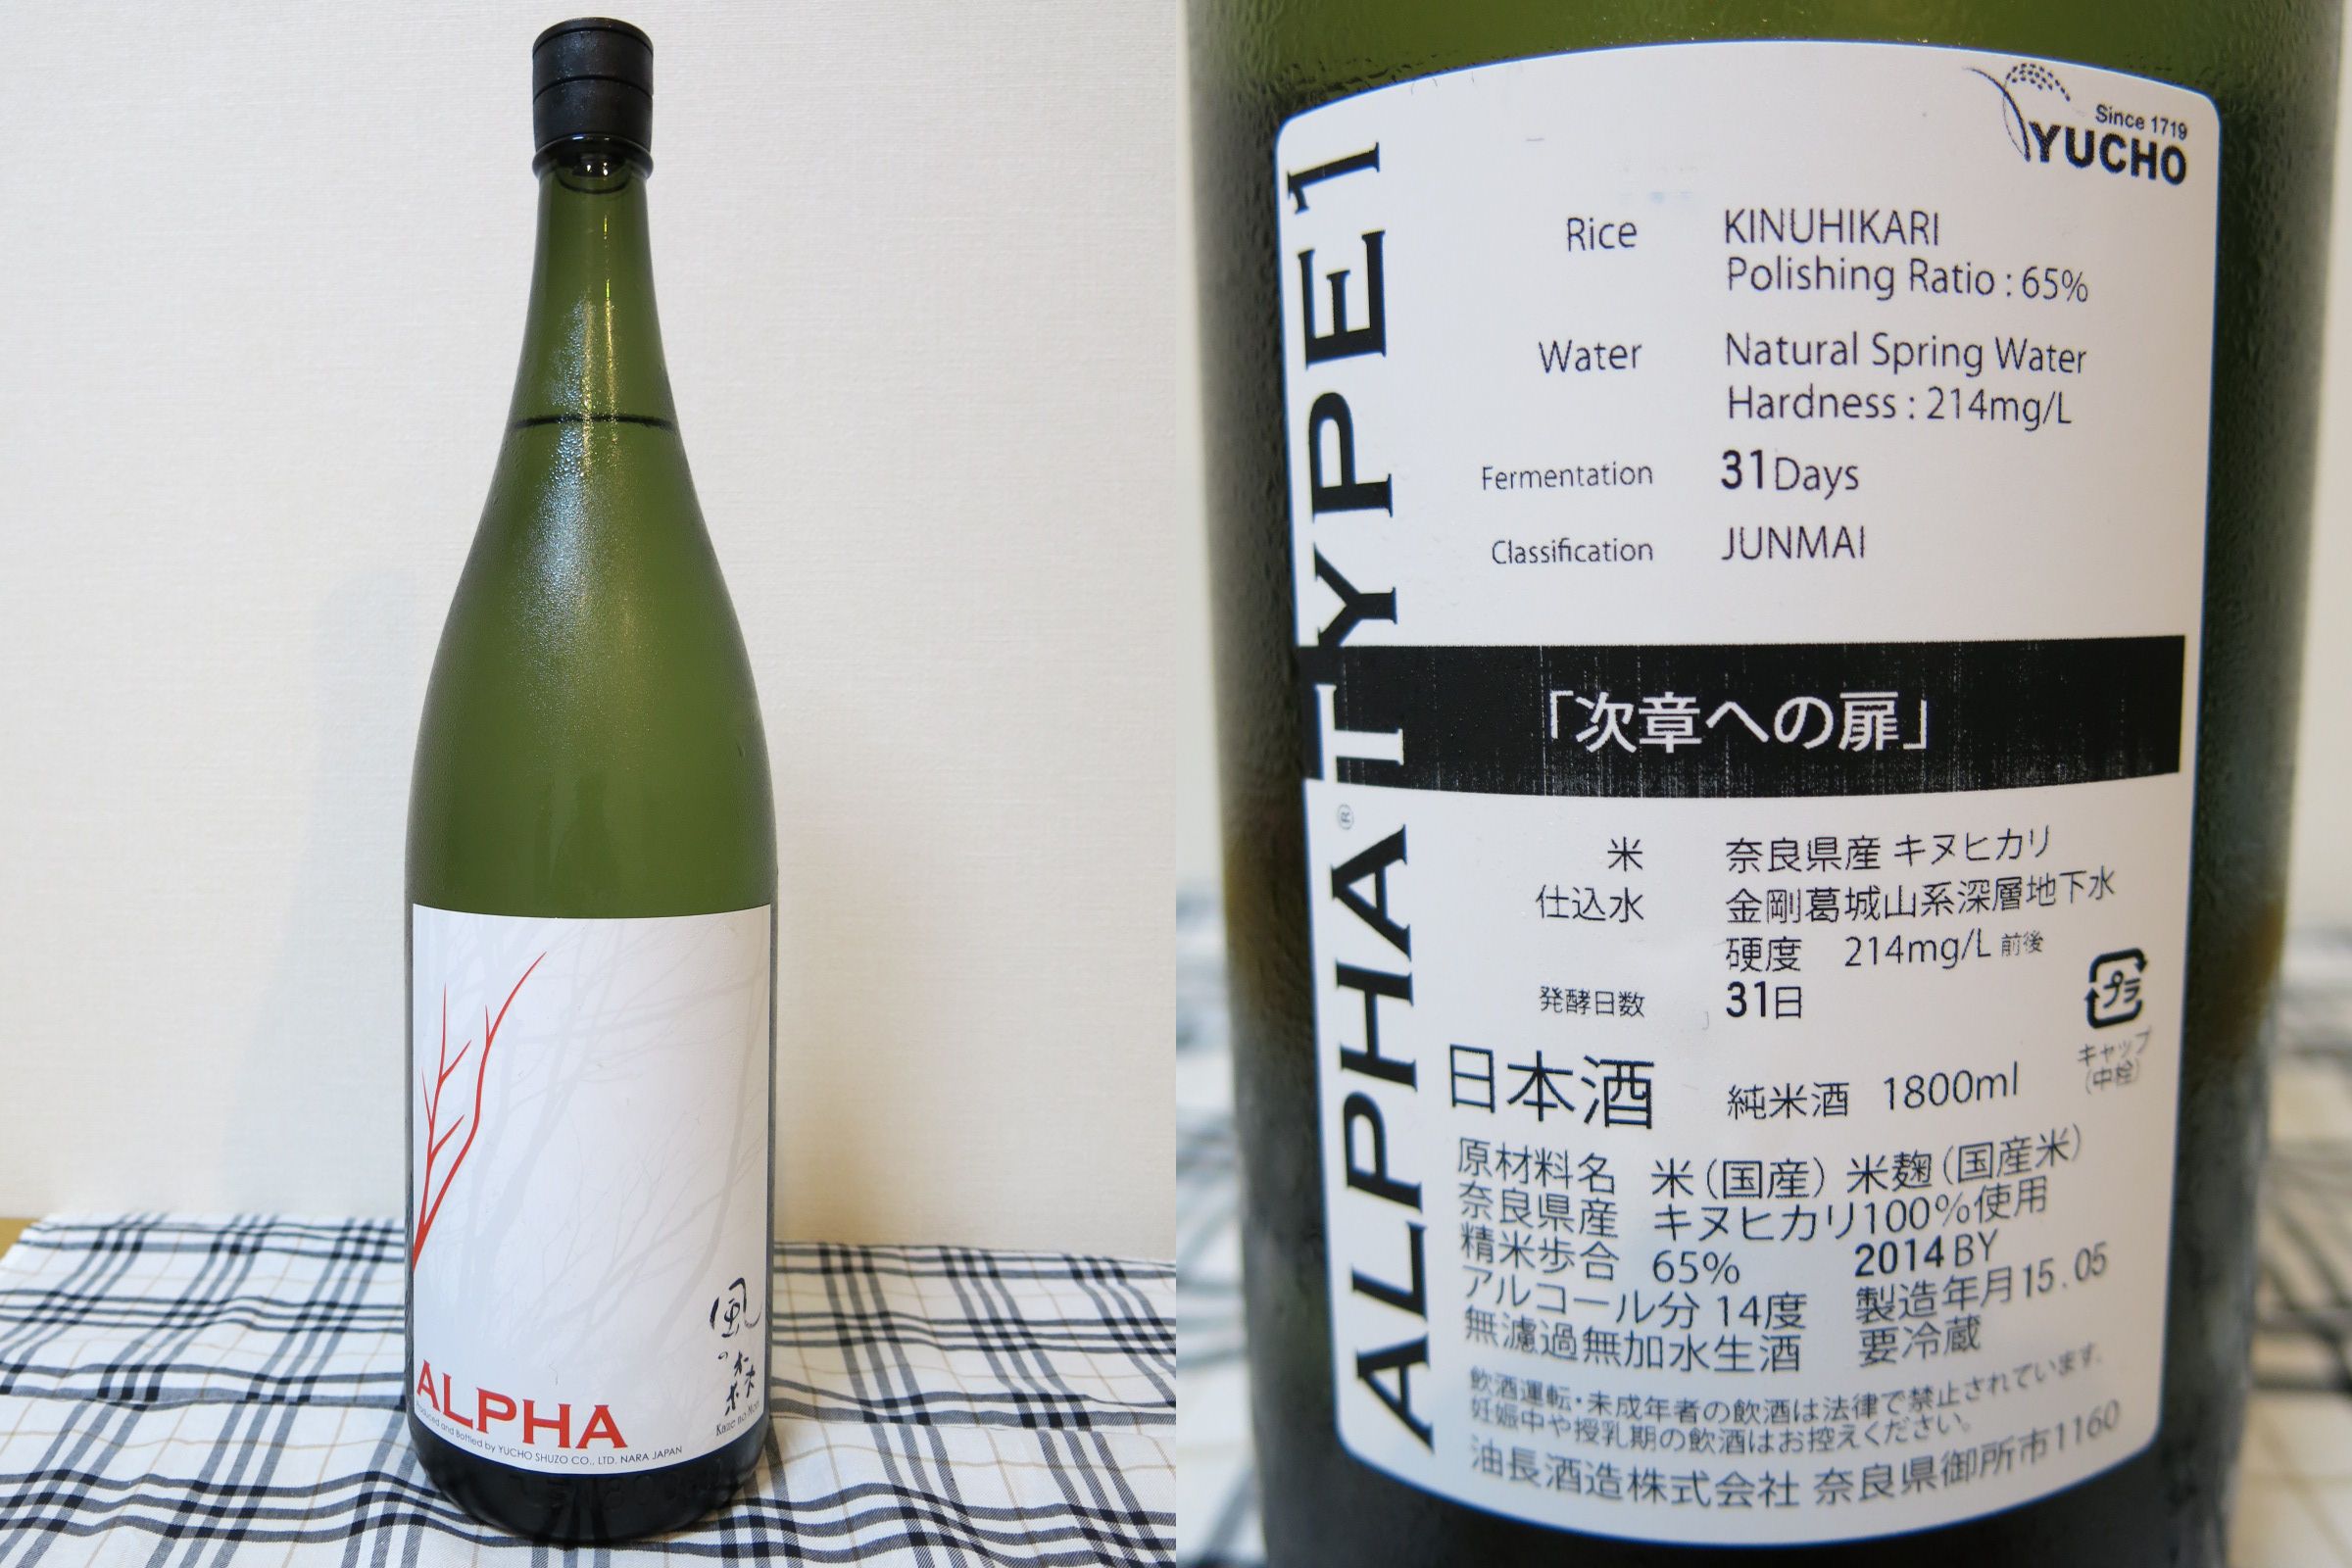 風の森
Kaze no Mori
ALPHA
Produced and Bottled by YUCHO SHUZO CO., LTD. NARA JAPAN
Since 1719
YUCHO
ALPHA® TYPE 1
Rice KINUHIKARI
Polishing Ratio : 65%
Water Natural Spring Water
Hardness : 214mg/L
Fermentation 31Days
Classification JUNMAI
「次章への扉」
米 奈良県産 キヌヒカリ
仕込水 金剛葛城山系深層地下水
硬度 214mg/L 前後
発酵日数 31日
プラ
キャップ
(中栓)
日本酒 純米酒 1800ml
原材料名 米(国産) 米麹(国産米)
奈良県産 キヌヒカリ100%使用
精米歩合 65% 2014BY
アルコール分 14度 製造年月15.05
無濾過無加水生酒 要冷蔵
飲酒運転・未成年者の飲酒は法律で禁止されています。
妊娠中や授乳期の飲酒はお控えください。
油長酒造株式会社 奈良県御所市1160